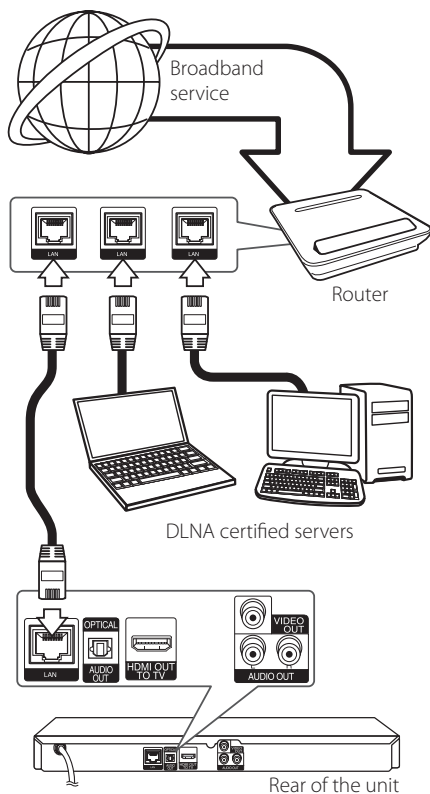 Broadband
service
LAN
LAN
LAN
Router
DLNA certified servers
LAN
OPTICAL
AUDIO
OUT
HDMI OUT
TO TV
VIDEO
OUT
AUDIO OUT
Rear of the unit